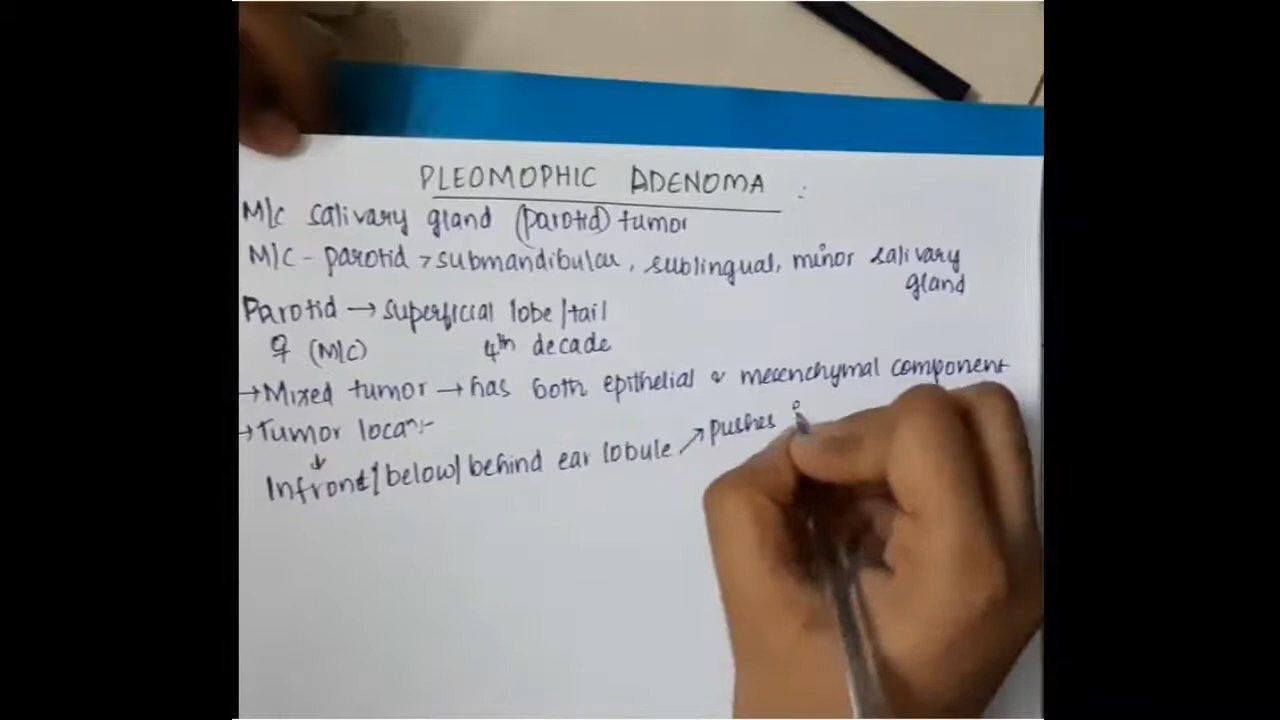 PLEOMOPHIC ADENOMA :
M/c salivary gland (parotid) tumor
M/C - parotid > submandibular, sublingual, minor salivary
gland
Parotid → superficial lobe/tail
♀ (M/c) 4th decade
→ Mixed tumor → has both epithelial & mesenchymal component
→ Tumor locan:-
↓
Infront/below/behind ear lobule ↗ pushes i